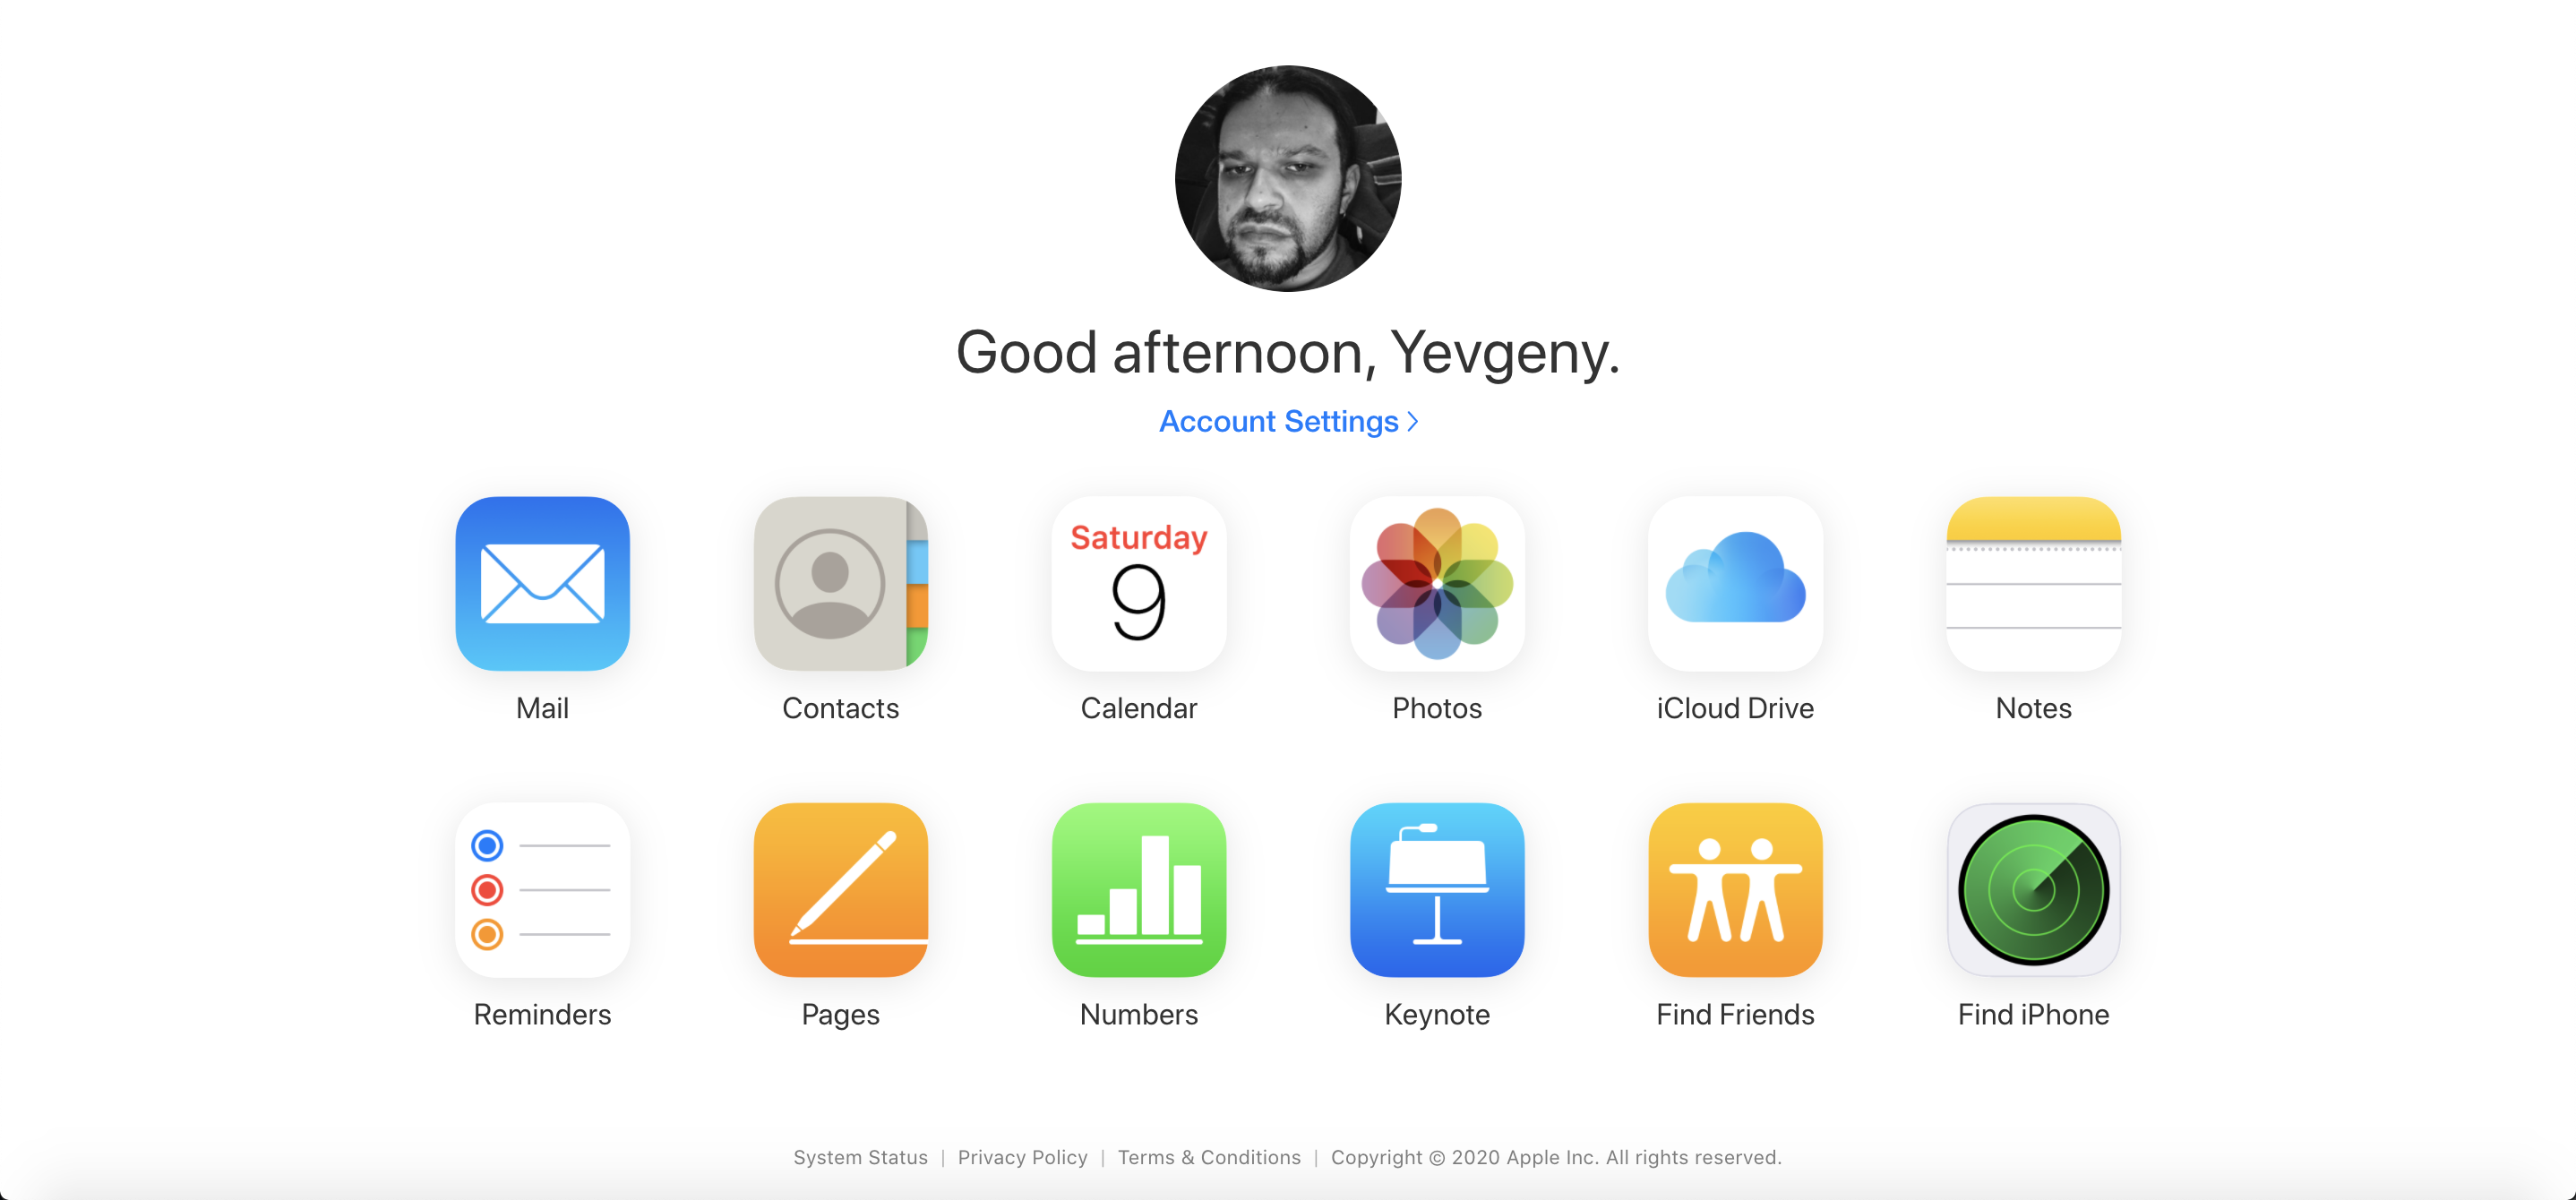 Good afternoon, Yevgeny.
Account Settings >
Saturday
9
Mail
Contacts
Calendar
Photos
iCloud Drive
Notes
Reminders
Pages
Numbers
Keynote
Find Friends
Find iPhone
System Status | Privacy Policy | Terms & Conditions | Copyright © 2020 Apple Inc. All rights reserved.